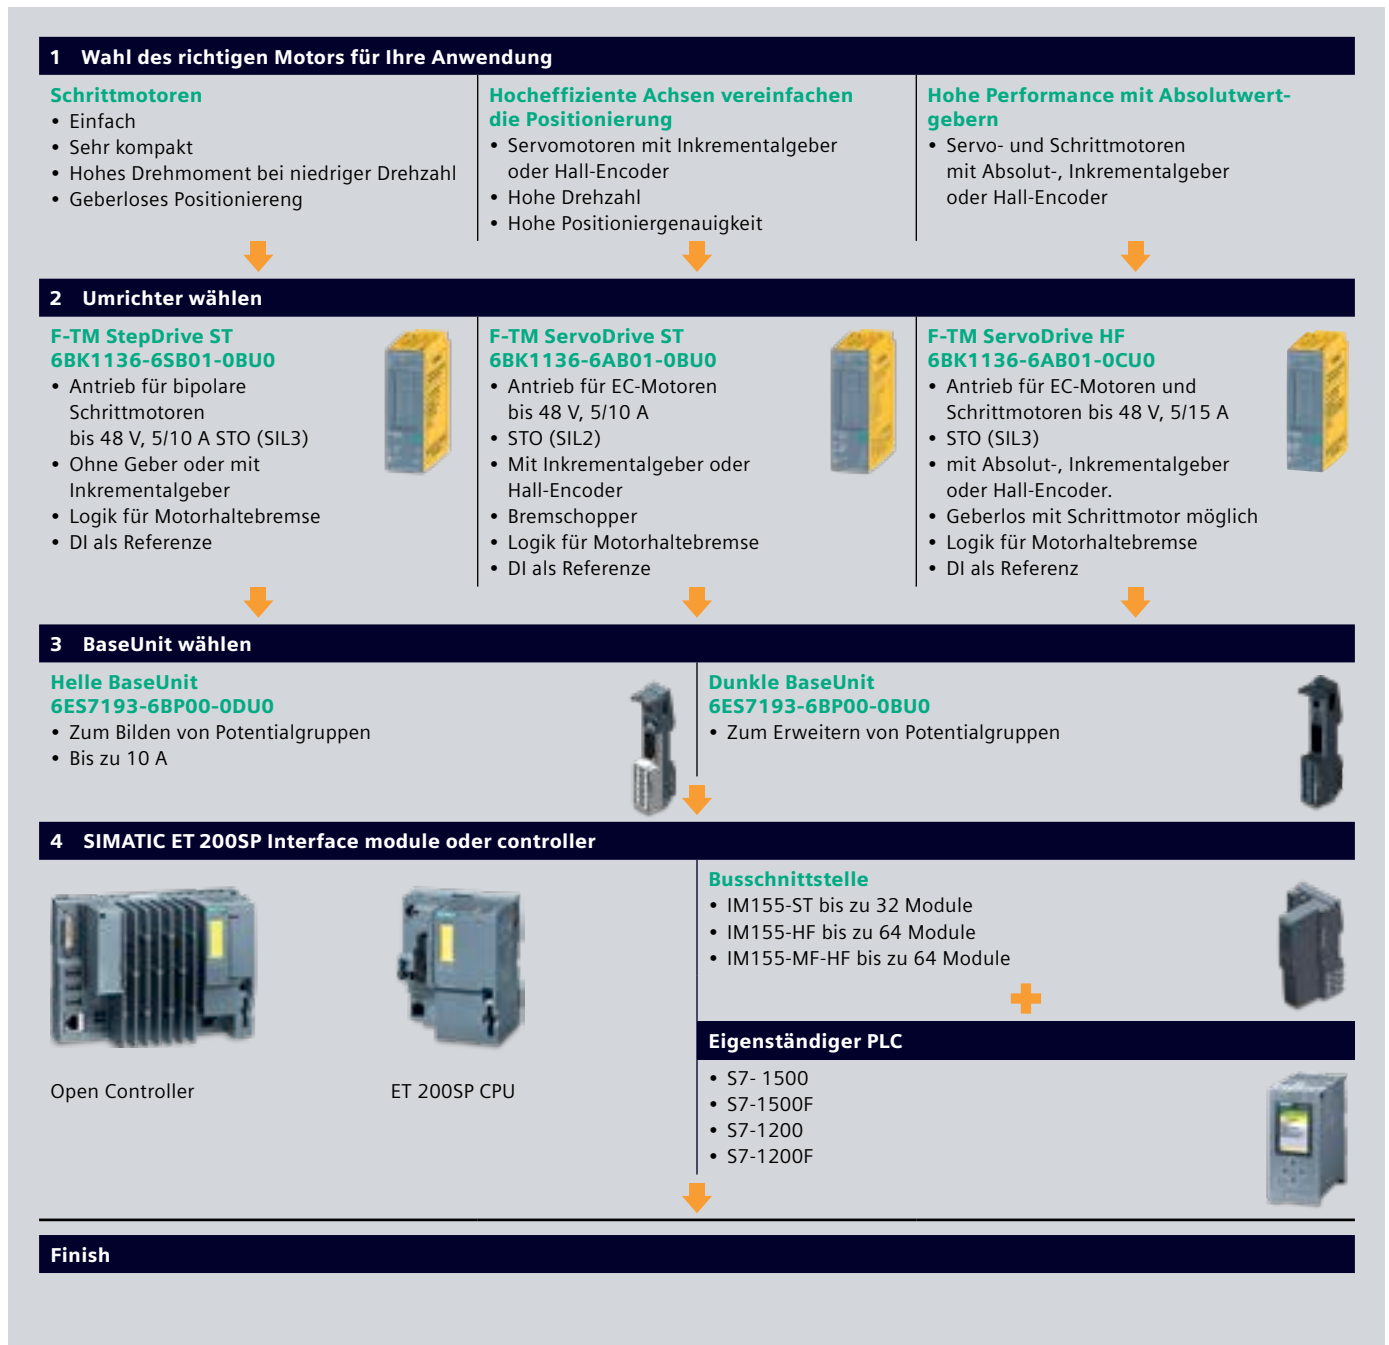 1 Wahl des richtigen Motors für Ihre Anwendung
Schrittmotoren
• Einfach
• Sehr kompakt
• Hohes Drehmoment bei niedriger Drehzahl
• Geberloses Positioniereng
Hocheffiziente Achsen vereinfachen
die Positionierung
• Servomotoren mit Inkrementalgeber
oder Hall-Encoder
• Hohe Drehzahl
• Hohe Positioniergenauigkeit
Hohe Performance mit Absolutwert-
gebern
• Servo- und Schrittmotoren
mit Absolut-, Inkrementalgeber
oder Hall-Encoder
2 Umrichter wählen
F-TM StepDrive ST
6BK1136-6SB01-0BU0
• Antrieb für bipolare
Schrittmotoren
bis 48 V, 5/10 A STO (SIL3)
• Ohne Geber oder mit
Inkrementalgeber
• Logik für Motorhaltebremse
• DI als Referenze
F-TM ServoDrive ST
6BK1136-6AB01-0BU0
• Antrieb für EC-Motoren
bis 48 V, 5/10 A
• STO (SIL2)
• Mit Inkrementalgeber oder
Hall-Encoder
• Bremschopper
• Logik für Motorhaltebremse
• DI als Referenze
F-TM ServoDrive HF
6BK1136-6AB01-0CU0
• Antrieb für EC-Motoren und
Schrittmotoren bis 48 V, 5/15 A
• STO (SIL3)
• mit Absolut-, Inkrementalgeber
oder Hall-Encoder.
• Geberlos mit Schrittmotor möglich
• Logik für Motorhaltebremse
• DI als Referenz
3 BaseUnit wählen
Helle BaseUnit
6ES7193-6BP00-0DU0
• Zum Bilden von Potentialgruppen
• Bis zu 10 A
Dunkle BaseUnit
6ES7193-6BP00-0BU0
• Zum Erweitern von Potentialgruppen
4 SIMATIC ET 200SP Interface module oder controller
Open Controller
ET 200SP CPU
Busschnittstelle
• IM155-ST bis zu 32 Module
• IM155-HF bis zu 64 Module
• IM155-MF-HF bis zu 64 Module
Eigenständiger PLC
• S7- 1500
• S7-1500F
• S7-1200
• S7-1200F
Finish